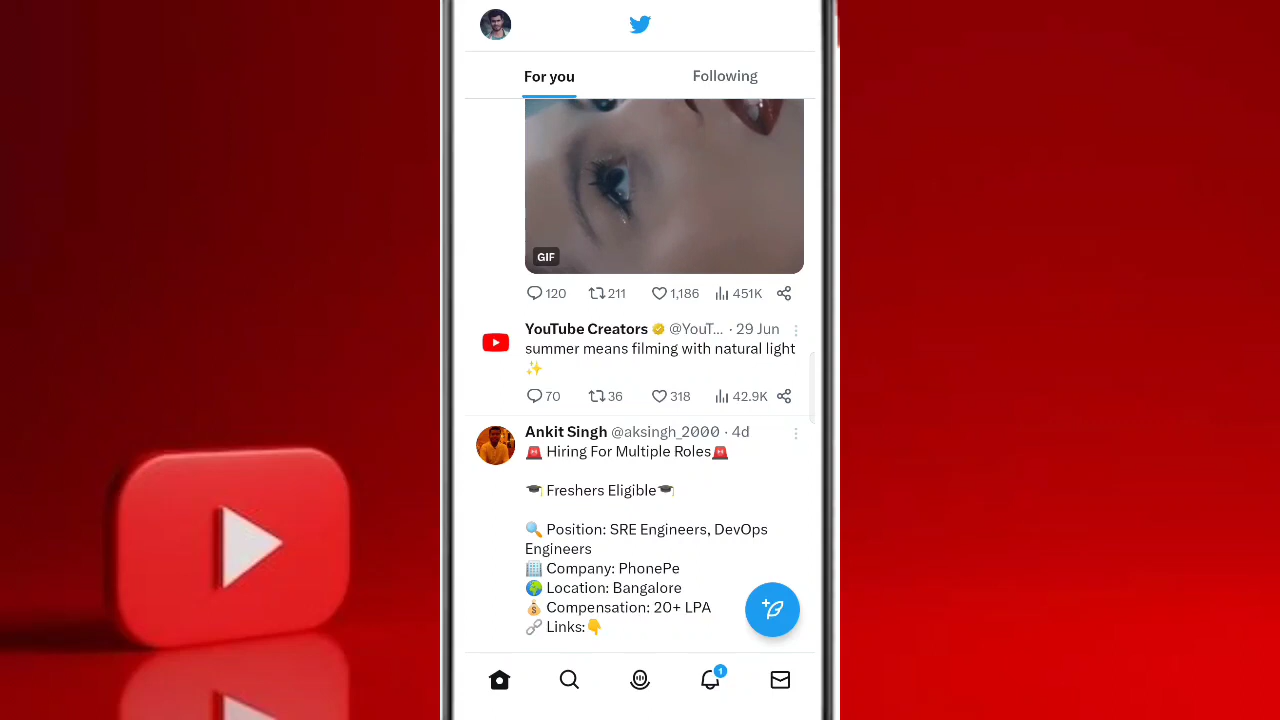 For you
Following
GIF
120 211 1,186 451K
YouTube Creators @YouT... · 29 Jun
summer means filming with natural light
✨
70 36 318 42.9K
Ankit Singh @aksingh_2000 · 4d
🚨 Hiring For Multiple Roles🚨
🎓 Freshers Eligible🎓
🔍 Position: SRE Engineers, DevOps
Engineers
🏢 Company: PhonePe
🌍 Location: Bangalore
💰 Compensation: 20+ LPA
🔗 Links:👇
1